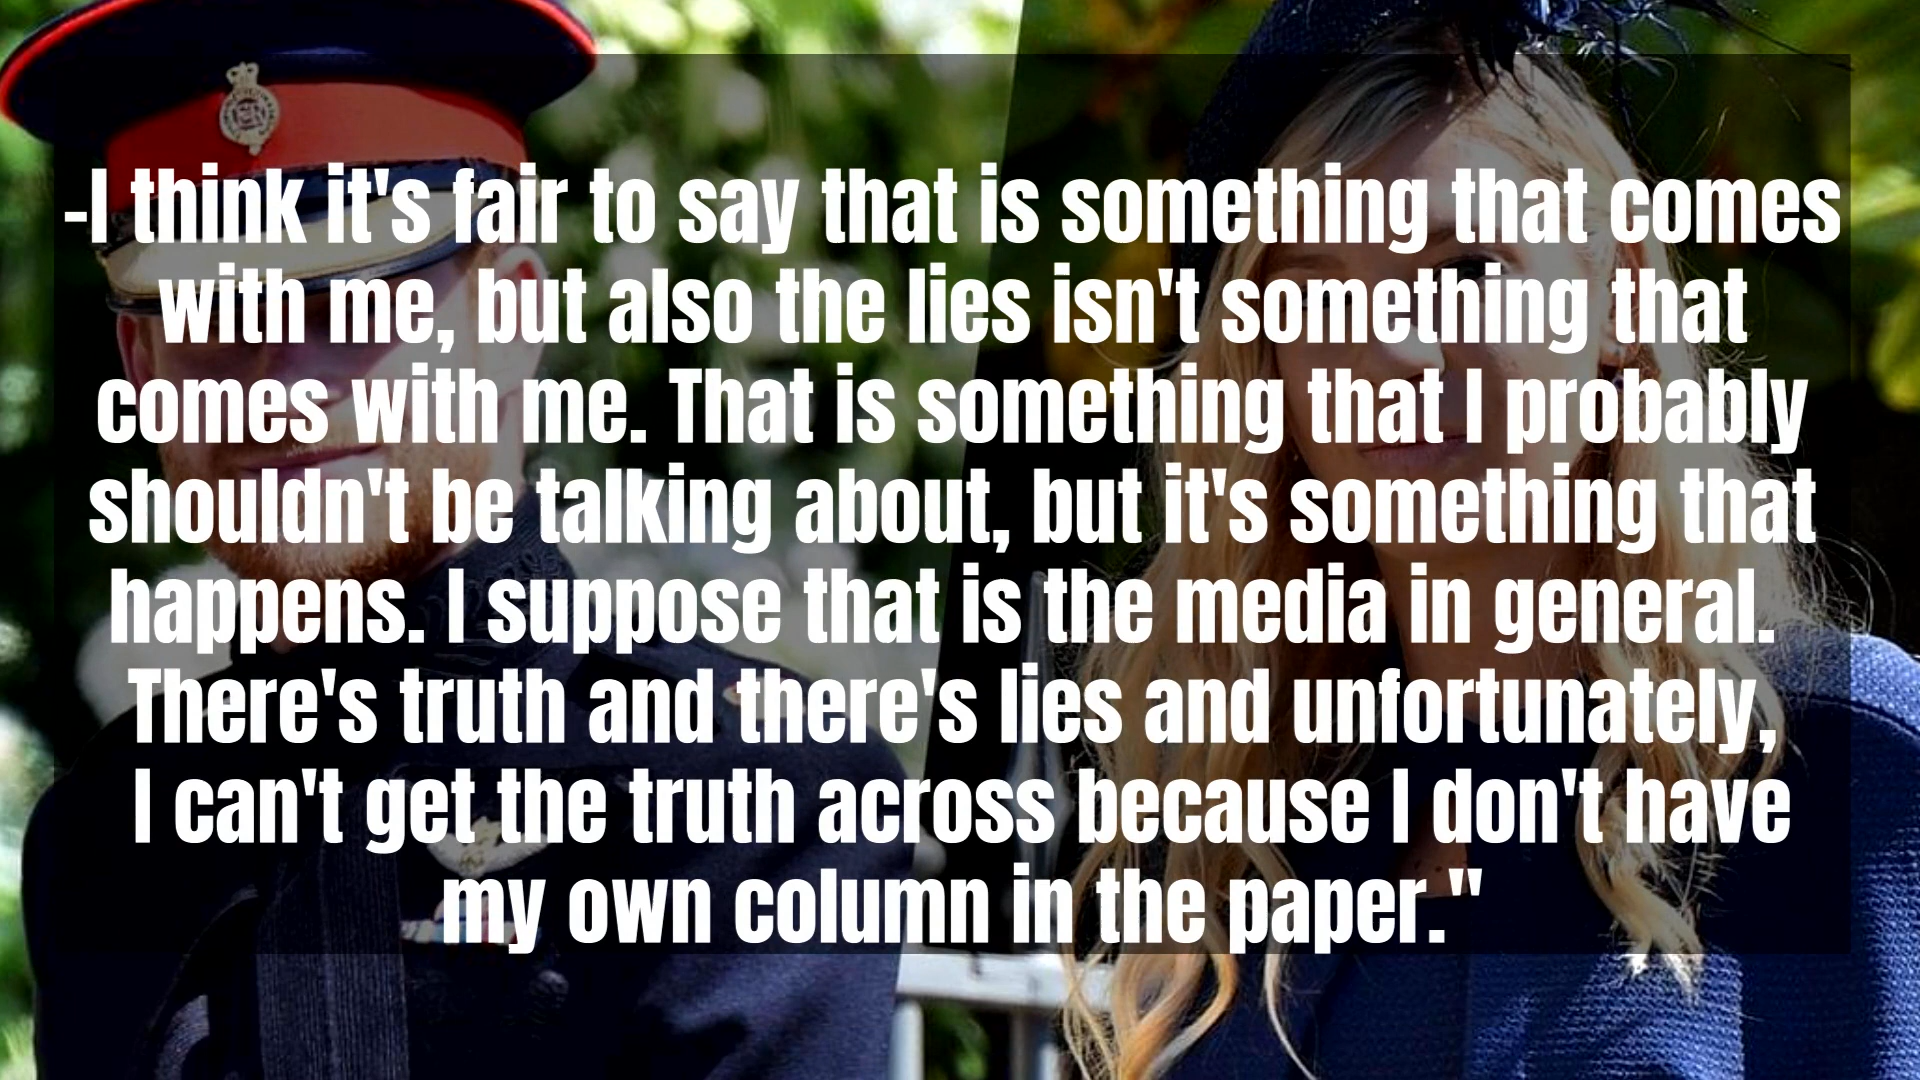 -I think it's fair to say that is something that comes
with me, but also the lies isn't something that
comes with me. That is something that I probably
shouldn't be talking about, but it's something that
happens. I suppose that is the media in general.
There's truth and there's lies and unfortunately,
I can't get the truth across because I don't have
my own column in the paper."